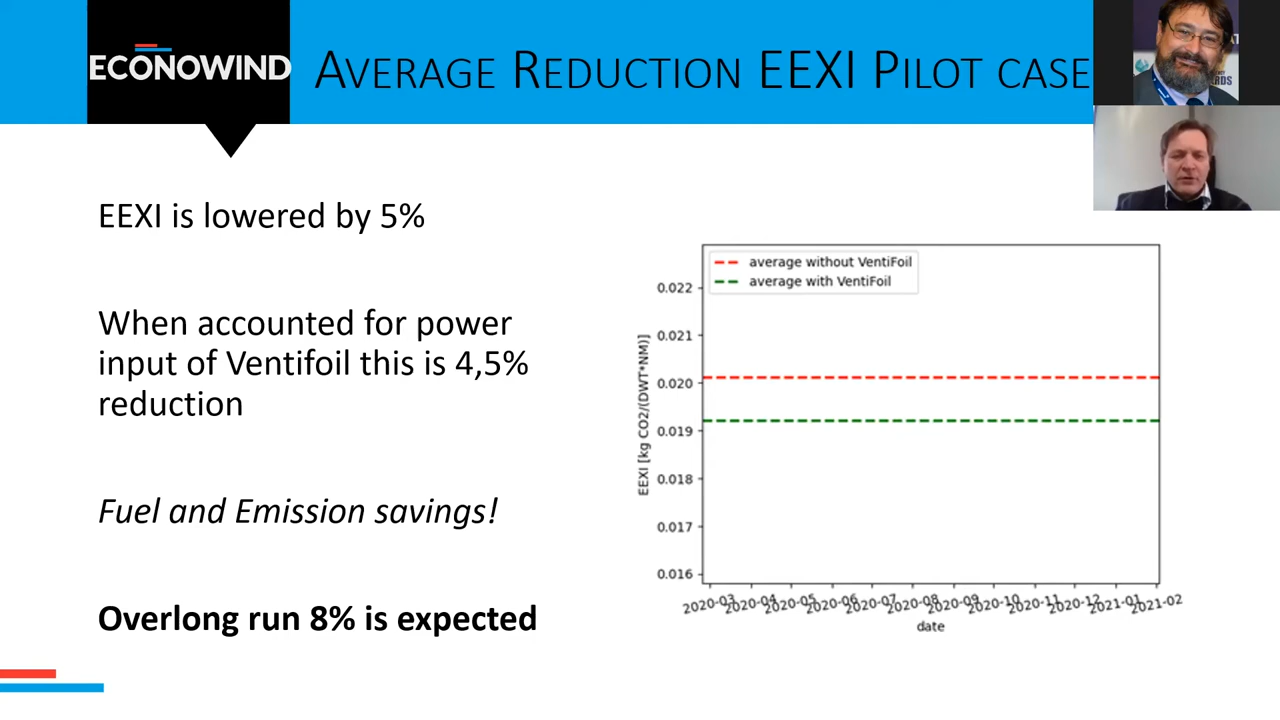 ECONOWIND
AVERAGE REDUCTION EEXI PILOT CASE
EEXI is lowered by 5%
When accounted for power
input of Ventifoil this is 4,5%
reduction
Fuel and Emission savings!
Overlong run 8% is expected
average without VentiFoil
average with VentiFoil
EEXI [kg CO2/(DWT*NM)]
0.022
0.021
0.020
0.019
0.018
0.017
0.016
2020-03 2020-04 2020-05 2020-06 2020-07 2020-08 2020-09 2020-10 2020-11 2020-12 2021-01 2021-02
date